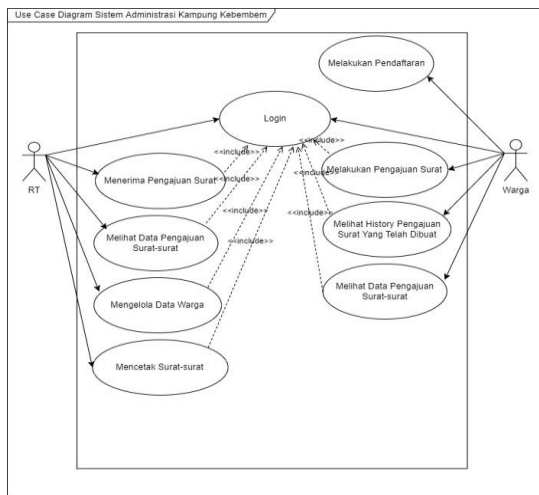 Use Case Diagram Sistem Administrasi Kampung Kebembem
Melakukan Pendaftaran
Login
<<include>>
<<include>>
<<include>>
RT
Menerima Pengajuan Surat
<<include>>
Melakukan Pengajuan Surat
Warga
<<include>>
<<include>>
Melihat Data Pengajuan
Surat-surat
<<include>>
Melihat History Pengajuan
Surat Yang Telah Dibuat
Mengelola Data Warga
Melihat Data Pengajuan
Surat-surat
Mencetak Surat-surat